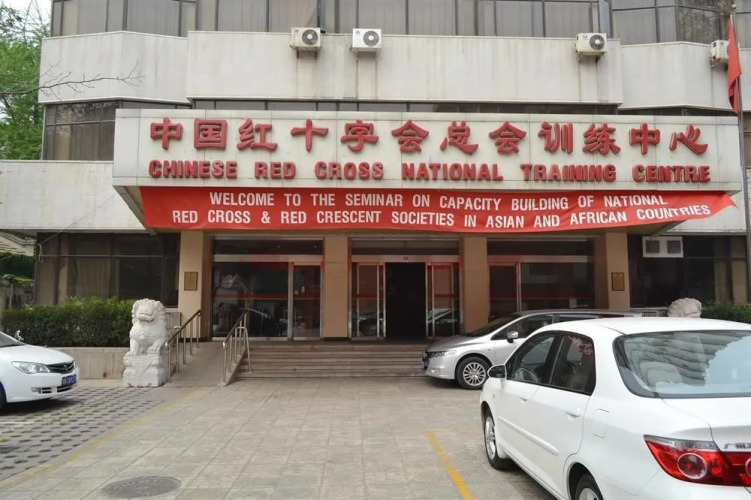 中国红十字会总会训练中心
CHINESE RED CROSS NATIONAL TRAINING CENTRE
WELCOME TO THE SEMINAR ON CAPACITY BUILDING OF NATIONAL
RED CROSS & RED CRESCENT SOCIETIES IN ASIAN AND AFRICAN COUNTRIES